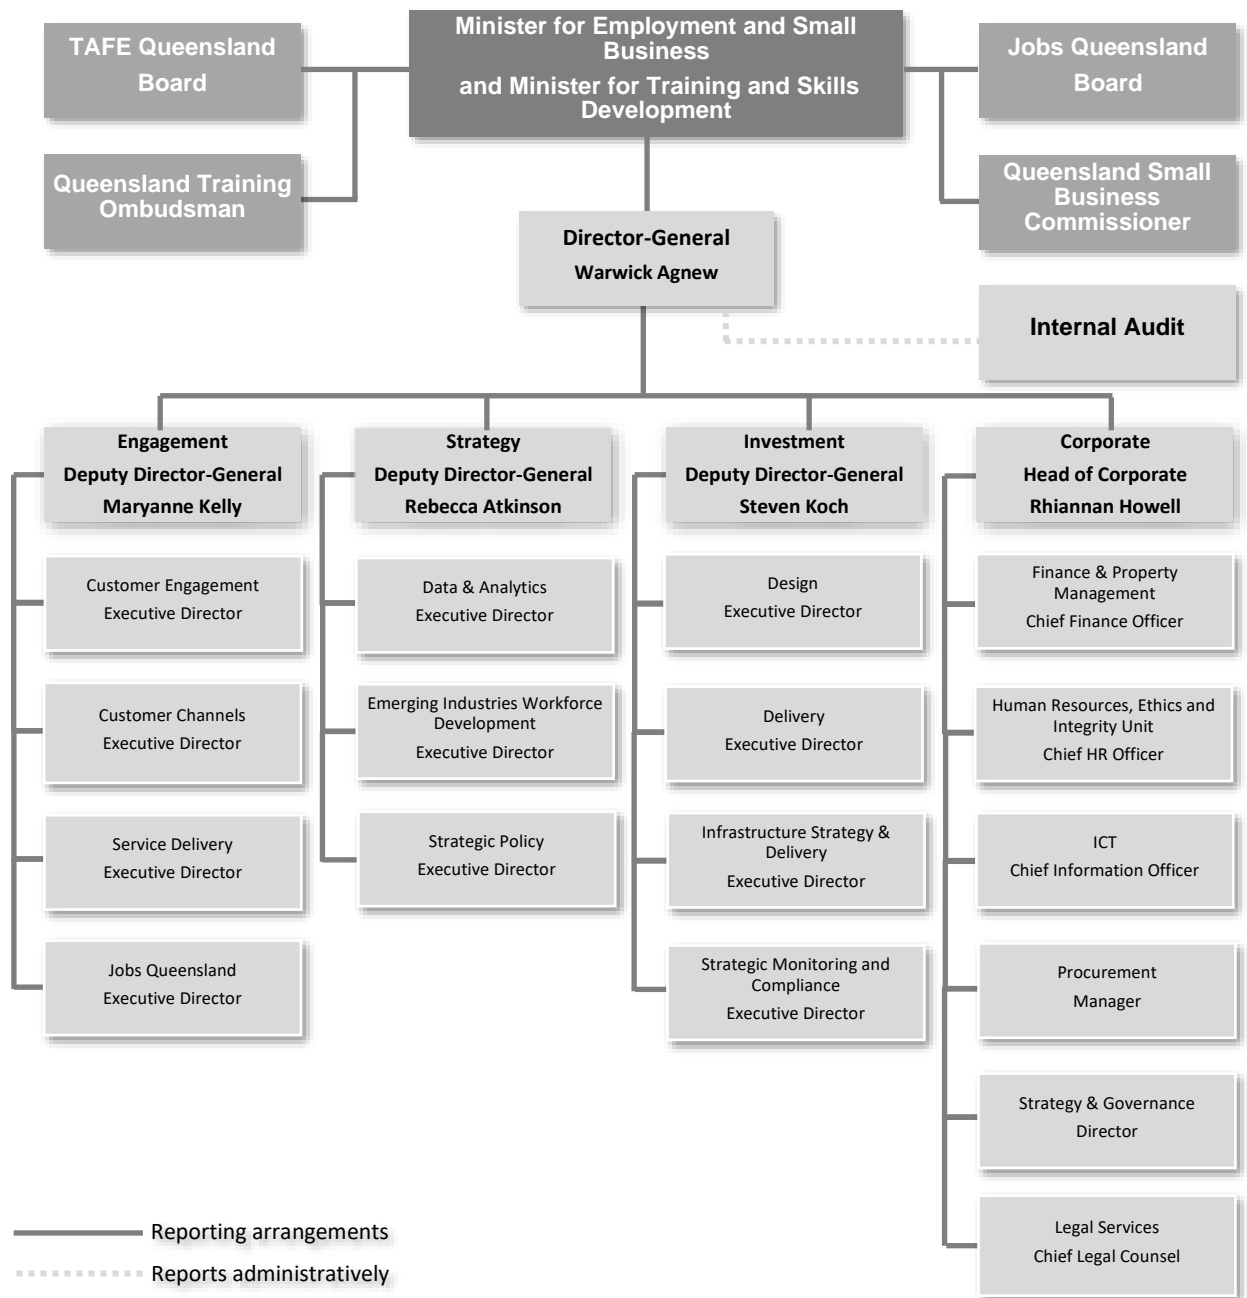 TAFE Queensland
Board
Minister for Employment and Small
Business
and Minister for Training and Skills
Development
Jobs Queensland
Board
Queensland Training
Ombudsman
Queensland Small
Business
Commissioner
Director-General
Warwick Agnew
Internal Audit
Engagement
Deputy Director-General
Maryanne Kelly
Customer Engagement
Executive Director
Customer Channels
Executive Director
Service Delivery
Executive Director
Jobs Queensland
Executive Director
Strategy
Deputy Director-General
Rebecca Atkinson
Data & Analytics
Executive Director
Emerging Industries Workforce
Development
Executive Director
Strategic Policy
Executive Director
Investment
Deputy Director-General
Steven Koch
Design
Executive Director
Delivery
Executive Director
Infrastructure Strategy &
Delivery
Executive Director
Strategic Monitoring and
Compliance
Executive Director
Corporate
Head of Corporate
Rhiannan Howell
Finance & Property
Management
Chief Finance Officer
Human Resources, Ethics and
Integrity Unit
Chief HR Officer
ICT
Chief Information Officer
Procurement
Manager
Strategy & Governance
Director
Legal Services
Chief Legal Counsel
Reporting arrangements
Reports administratively